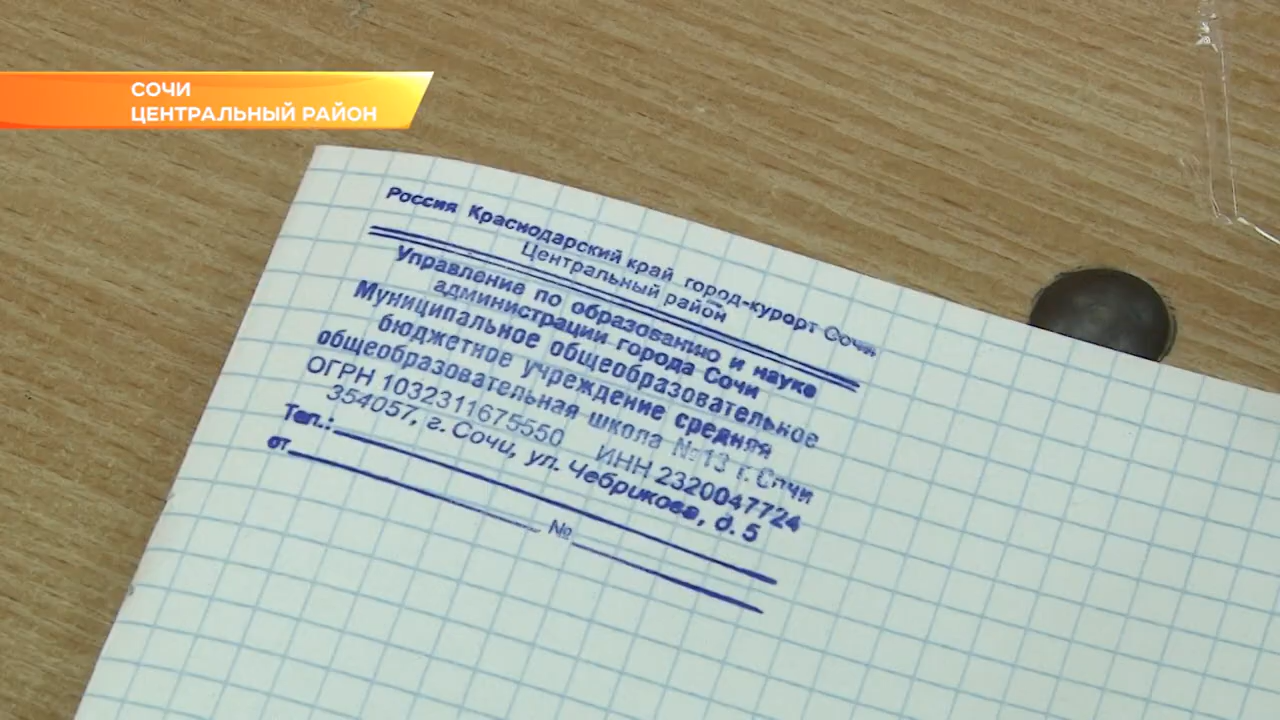 СОЧИ
ЦЕНТРАЛЬНЫЙ РАЙОН
Россия Краснодарский край город-курорт Сочи
Центральный район
Управление по образованию и науке
администрации города Сочи
Муниципальное общеобразовательное
бюджетное учреждение средняя
общеобразовательная школа №13 г. Сочи
ОГРН 1032311675550 ИНН 2320047724
354057, г. Сочи, ул. Чебрикова, д. 5
Тел.:
от №